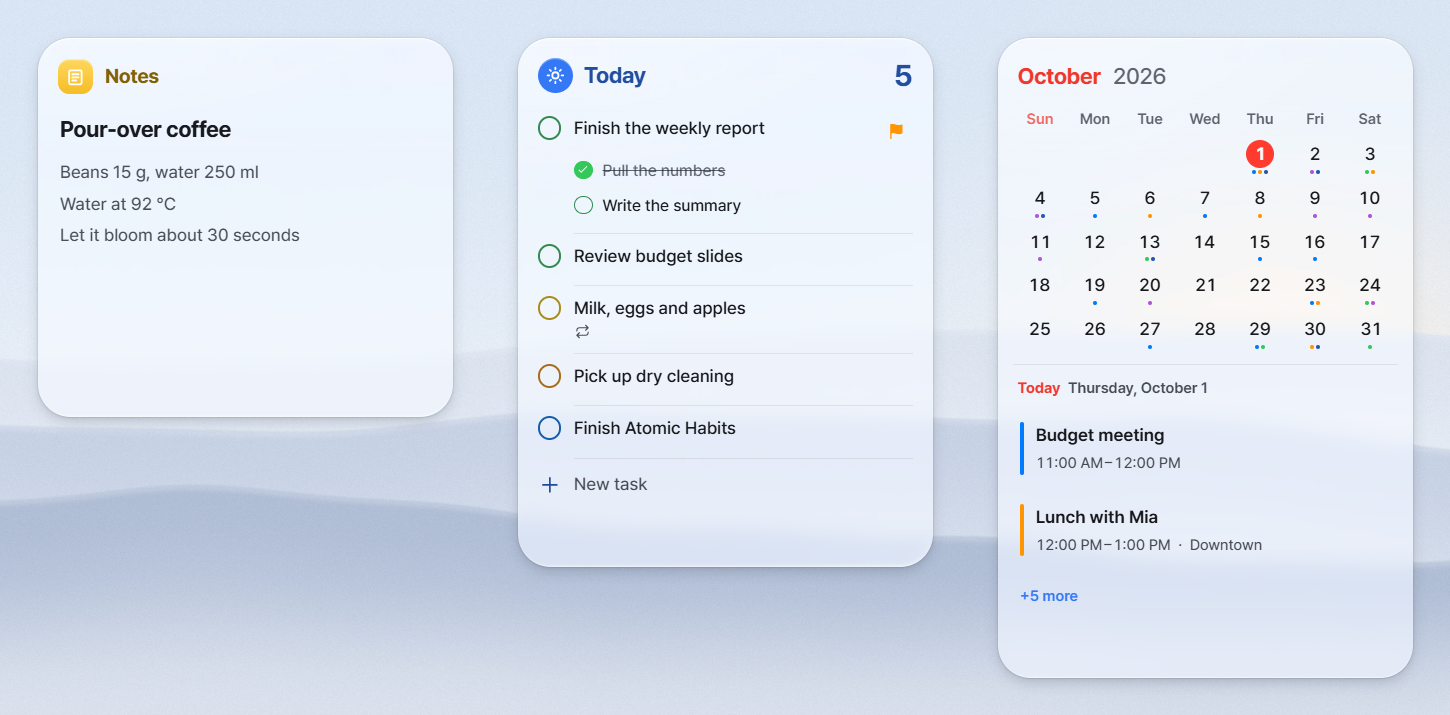 Notes
Pour-over coffee
Beans 15 g, water 250 ml
Water at 92 °C
Let it bloom about 30 seconds
Today 5
Finish the weekly report
Pull the numbers
Write the summary
Review budget slides
Milk, eggs and apples
Pick up dry cleaning
Finish Atomic Habits
New task
October 2026
Sun Mon Tue Wed Thu Fri Sat
1 2 3
4 5 6 7 8 9 10
11 12 13 14 15 16 17
18 19 20 21 22 23 24
25 26 27 28 29 30 31
Today Thursday, October 1
Budget meeting
11:00 AM–12:00 PM
Lunch with Mia
12:00 PM–1:00 PM · Downtown
+5 more